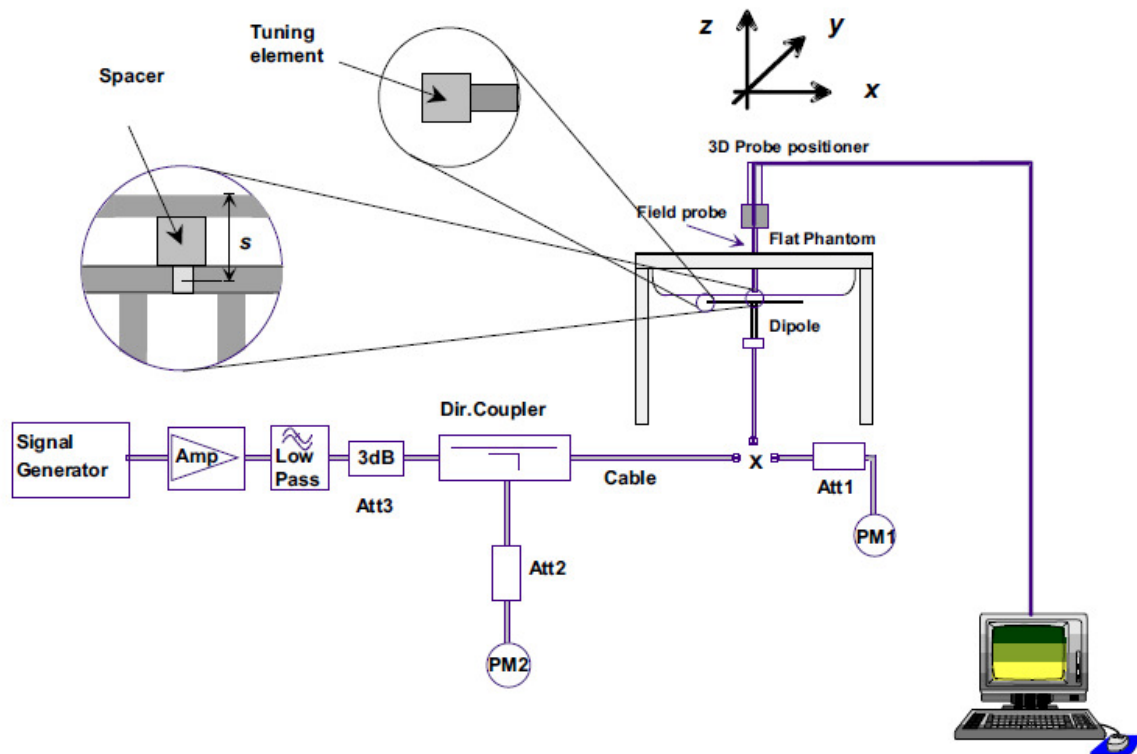 Tuning
element
Spacer
s
z
y
x
3D Probe positioner
Field probe
Flat Phantom
Dipole
Dir.Coupler
Signal
Generator
Amp
Low
Pass
3dB
Att3
Cable
X
Att1
PM1
Att2
PM2